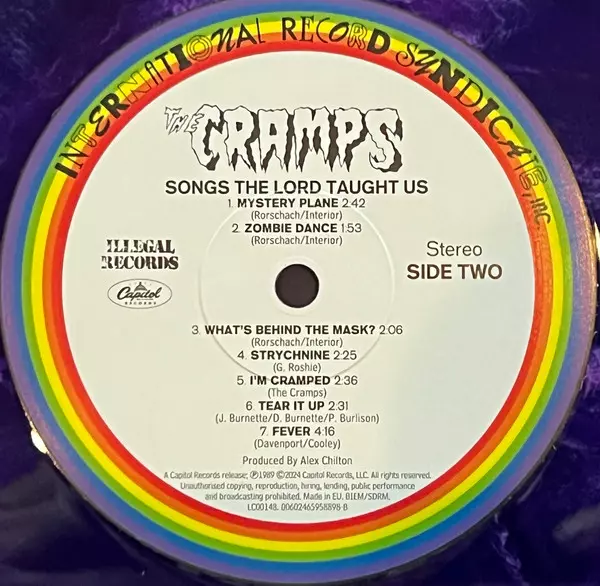 INTERNATIONAL RECORD SYNDICATE, INC.
THE CRAMPS
SONGS THE LORD TAUGHT US
1. MYSTERY PLANE 2:42
(Rorschach/Interior)
2. ZOMBIE DANCE 1:53
(Rorschach/Interior)
ILLEGAL
RECORDS
Capitol
RECORDS
Stereo
SIDE TWO
3. WHAT'S BEHIND THE MASK? 2:06
(Rorschach/Interior)
4. STRYCHNINE 2:25
(G. Roshie)
5. I'M CRAMPED 2:36
(The Cramps)
6. TEAR IT UP 2:31
(J. Burnette/D. Burnette/P. Burlison)
7. FEVER 4:16
(Davenport/Cooley)
Produced By Alex Chilton
A Capitol Records release; ℗1989 ©2024 Capitol Records, LLC. All rights reserved.
Unauthorised copying, reproduction, hiring, lending, public performance
and broadcasting prohibited. Made in EU. BIEM/SDRM.
LC00148. 00602465958898 B